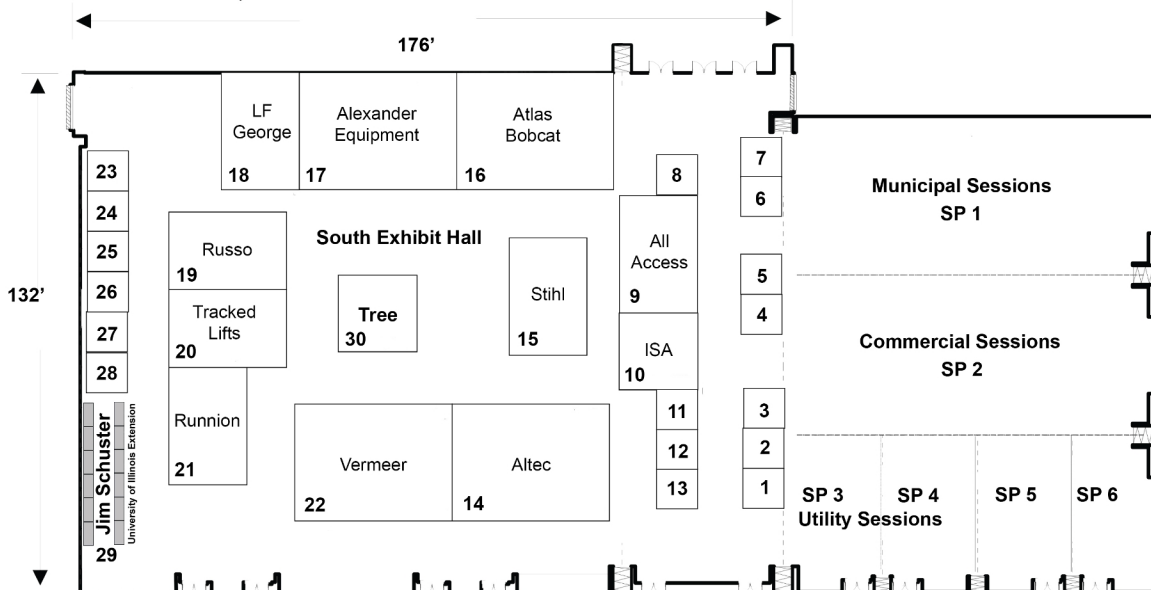 176’
132’
LF
George
18
Alexander
Equipment
17
Atlas
Bobcat
16
23
24
25
26
27
28
Jim Schuster
University of Illinois Extension
29
Russo
19
Tracked
Lifts
20
Runnion
21
South Exhibit Hall
Tree
30
Stihl
15
Vermeer
22
Altec
14
8
All
Access
9
ISA
10
11
12
13
7
6
5
4
3
2
1
Municipal Sessions
SP 1
Commercial Sessions
SP 2
SP 3
SP 4
SP 5
SP 6
Utility Sessions